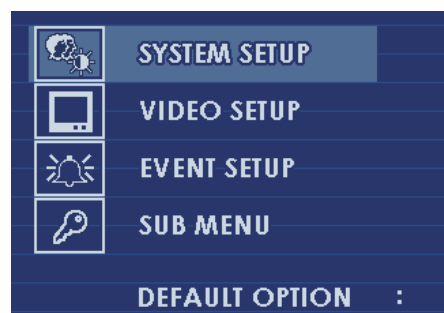 SYSTEM SETUP
VIDEO SETUP
EVENT SETUP
SUB MENU
DEFAULT OPTION :